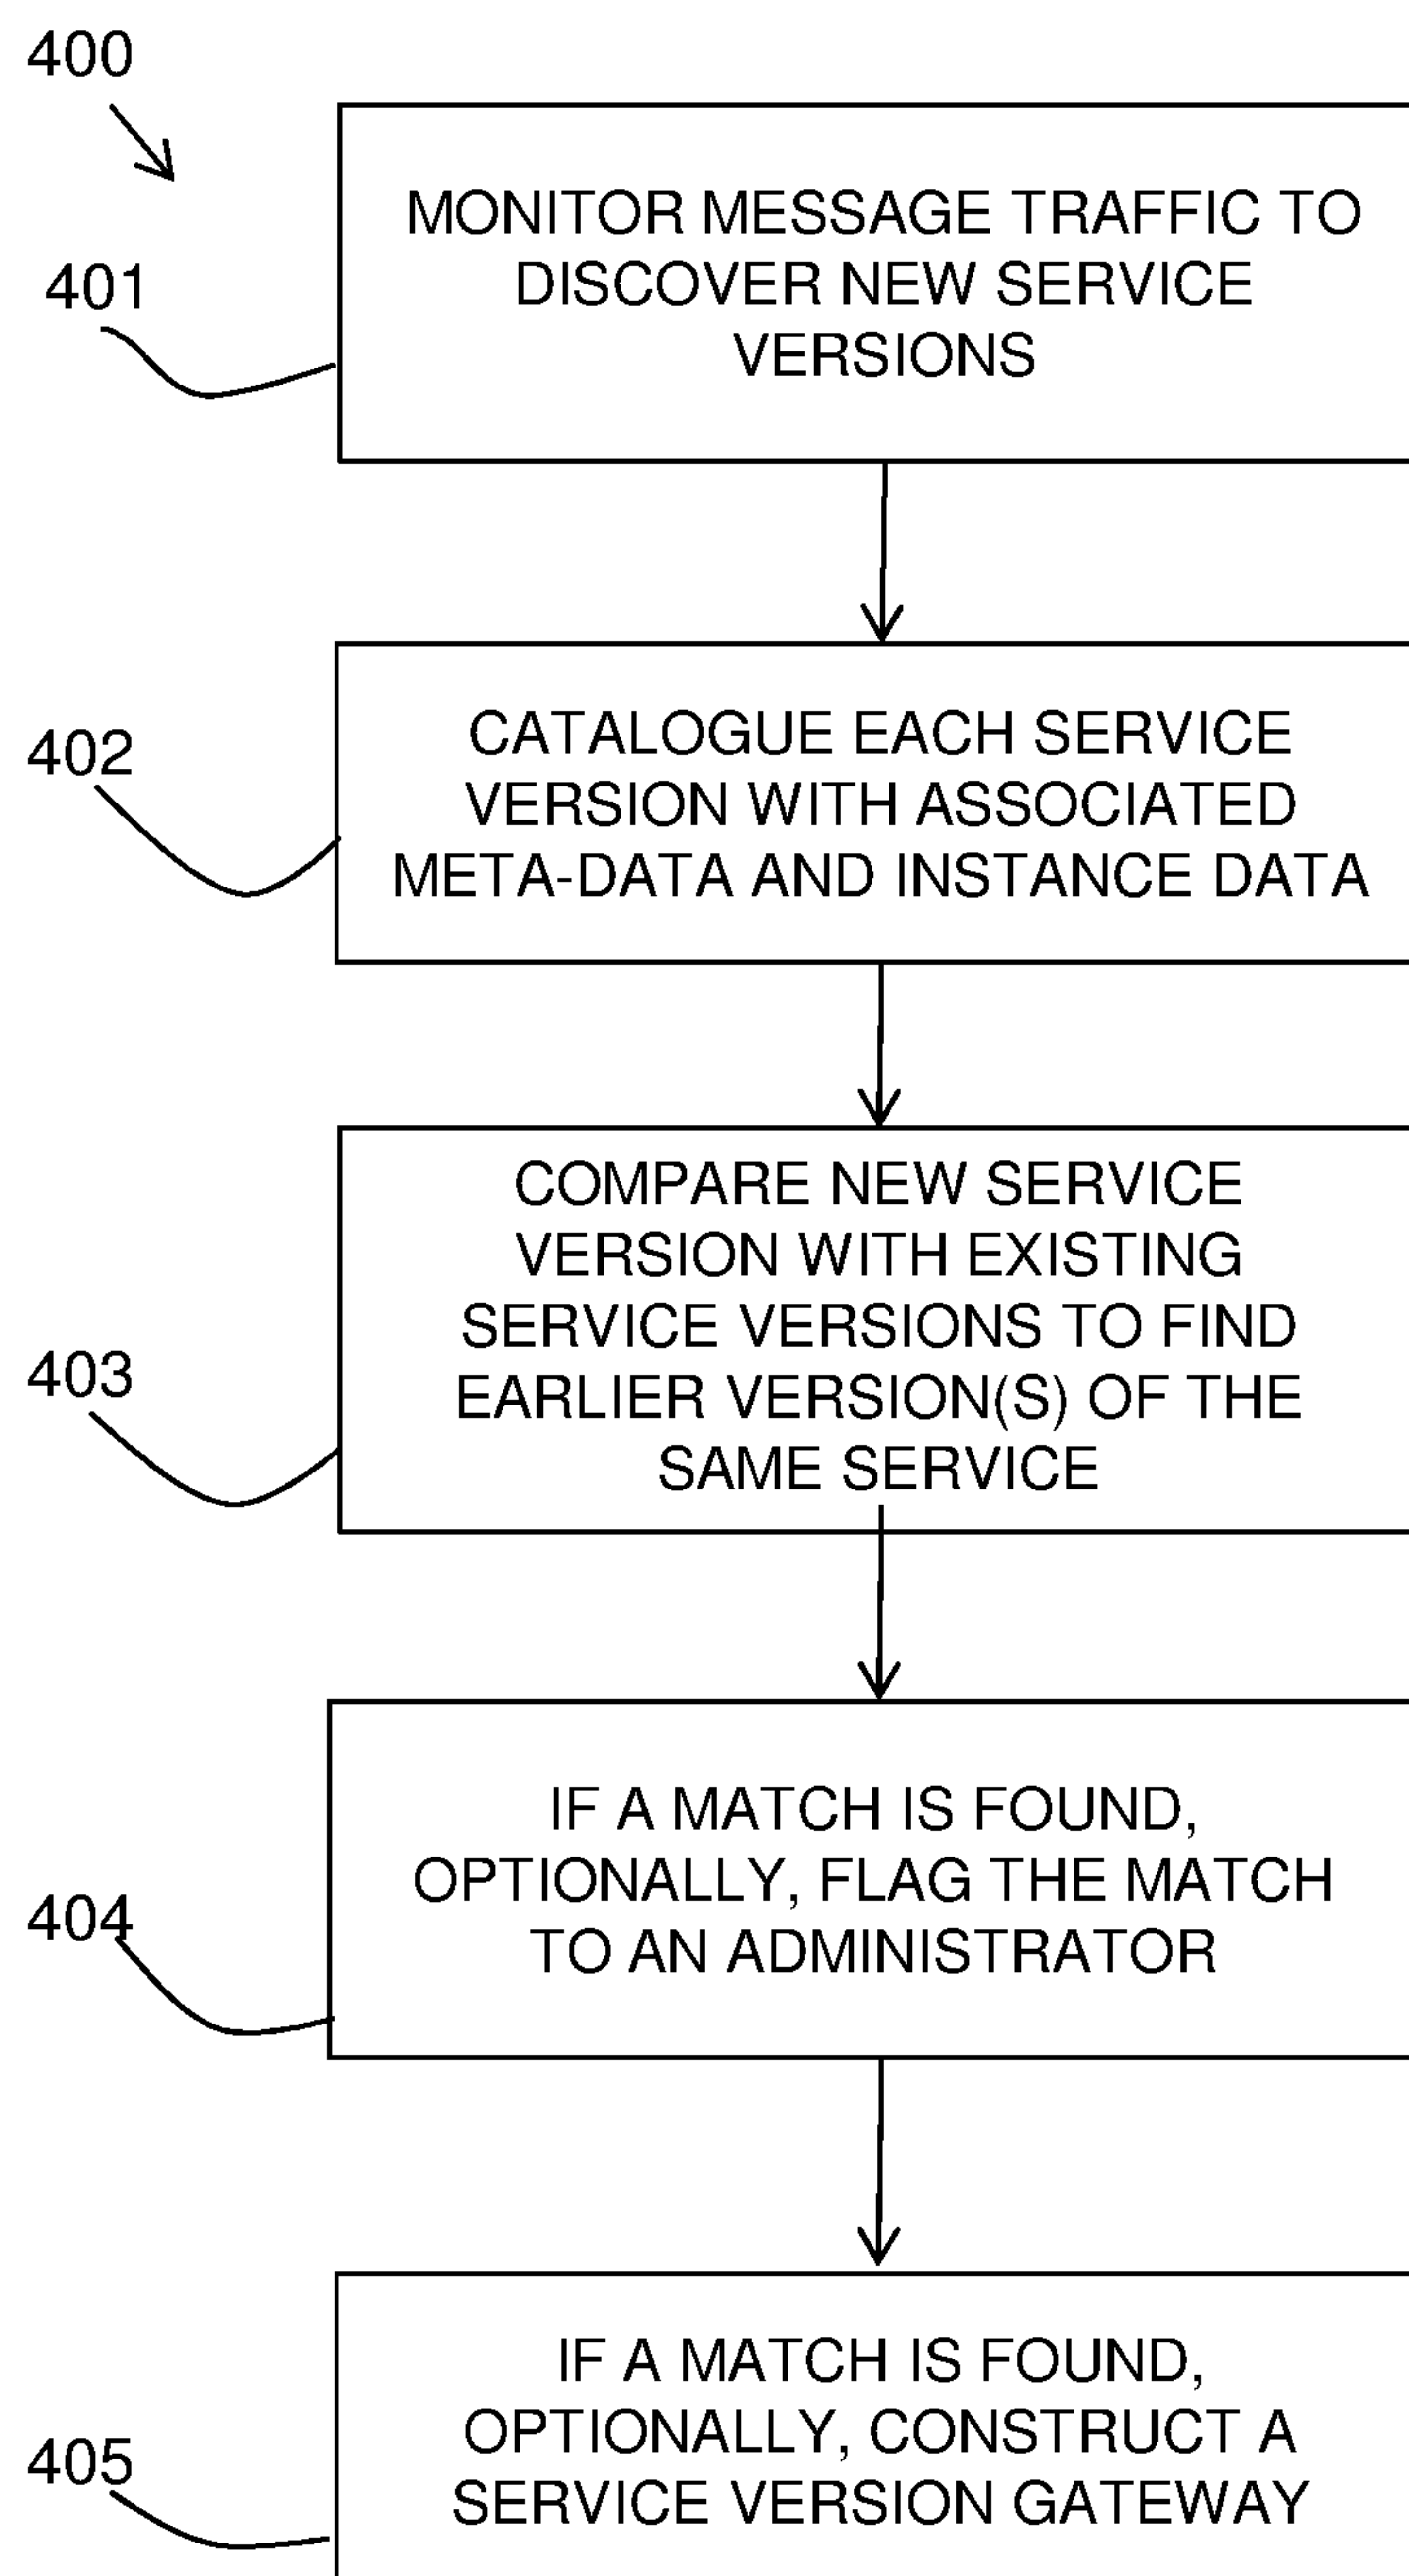 400
401
MONITOR MESSAGE TRAFFIC TO
DISCOVER NEW SERVICE
VERSIONS
402
CATALOGUE EACH SERVICE
VERSION WITH ASSOCIATED
META-DATA AND INSTANCE DATA
403
COMPARE NEW SERVICE
VERSION WITH EXISTING
SERVICE VERSIONS TO FIND
EARLIER VERSION(S) OF THE
SAME SERVICE
404
IF A MATCH IS FOUND,
OPTIONALLY, FLAG THE MATCH
TO AN ADMINISTRATOR
405
IF A MATCH IS FOUND,
OPTIONALLY, CONSTRUCT A
SERVICE VERSION GATEWAY